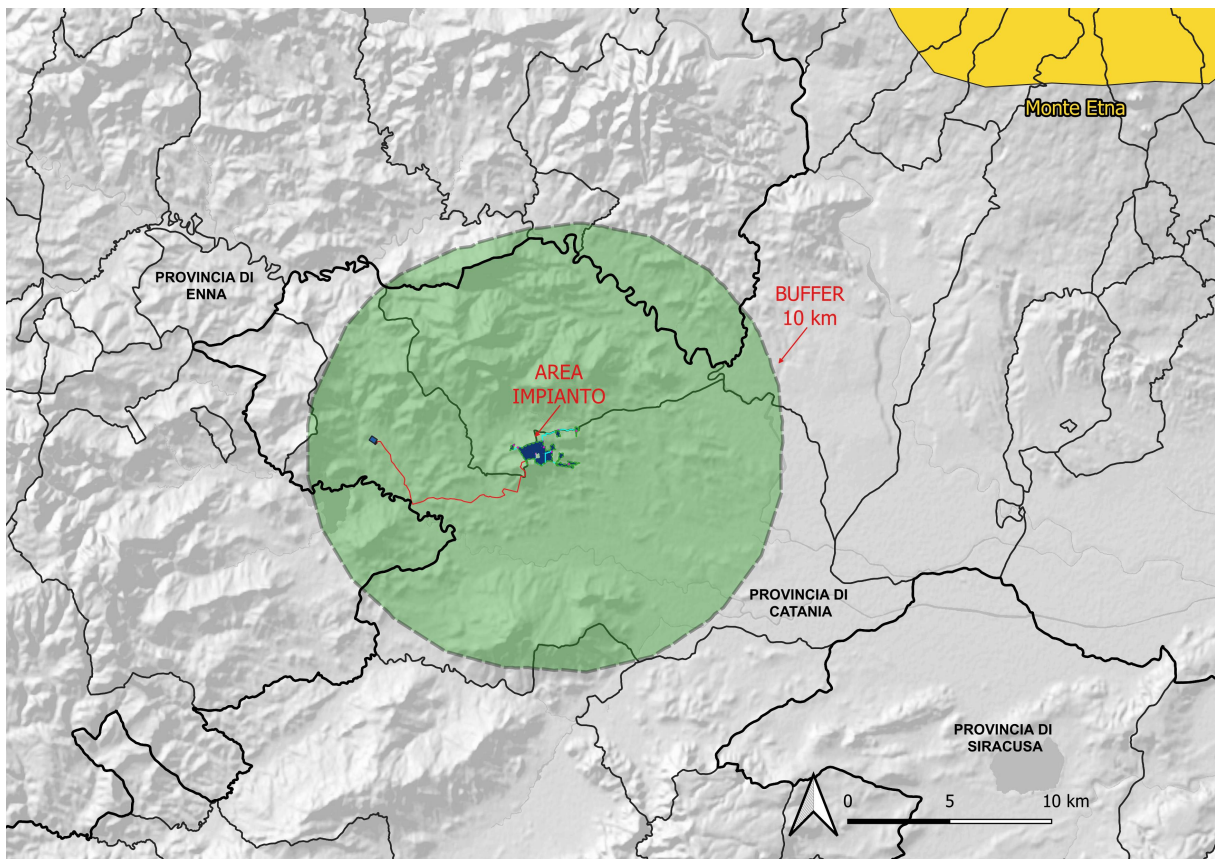 Monte Etna
PROVINCIA DI
ENNA
BUFFER
10 km
AREA
IMPIANTO
PROVINCIA DI
CATANIA
PROVINCIA DI
SIRACUSA
0 5 10 km